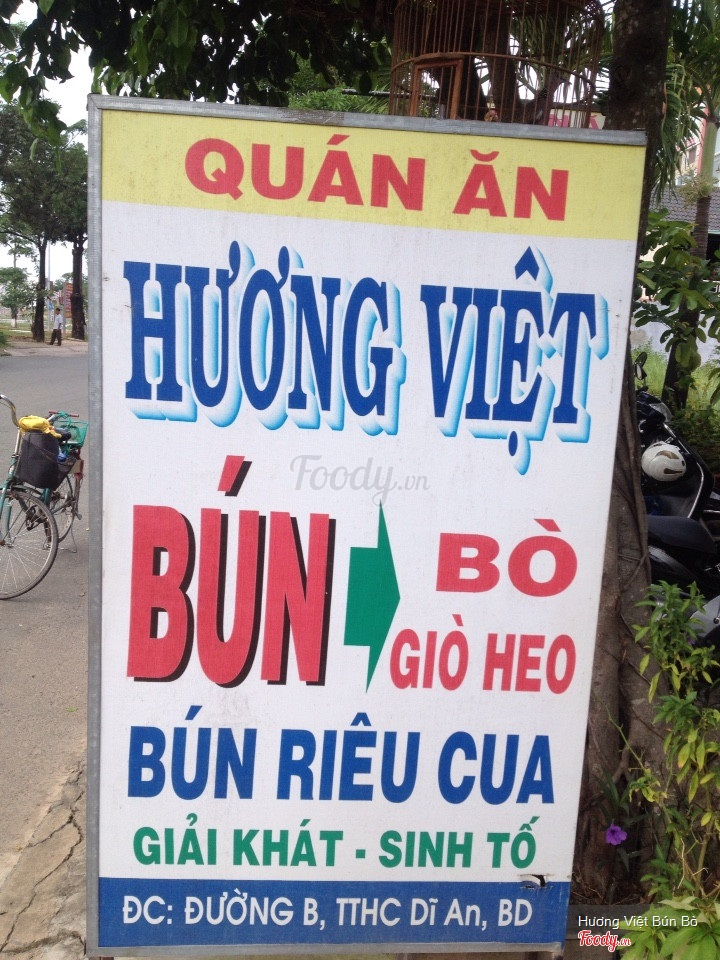 QUÁN ĂN
HƯƠNG VIỆT
Foody.vn
BÚN BÒ
GIÒ HEO
BÚN RIÊU CUA
GIẢI KHÁT - SINH TỐ
ĐC: ĐƯỜNG B, TTHC Dĩ An, BD
Hương Việt Bún Bò
Foody.vn